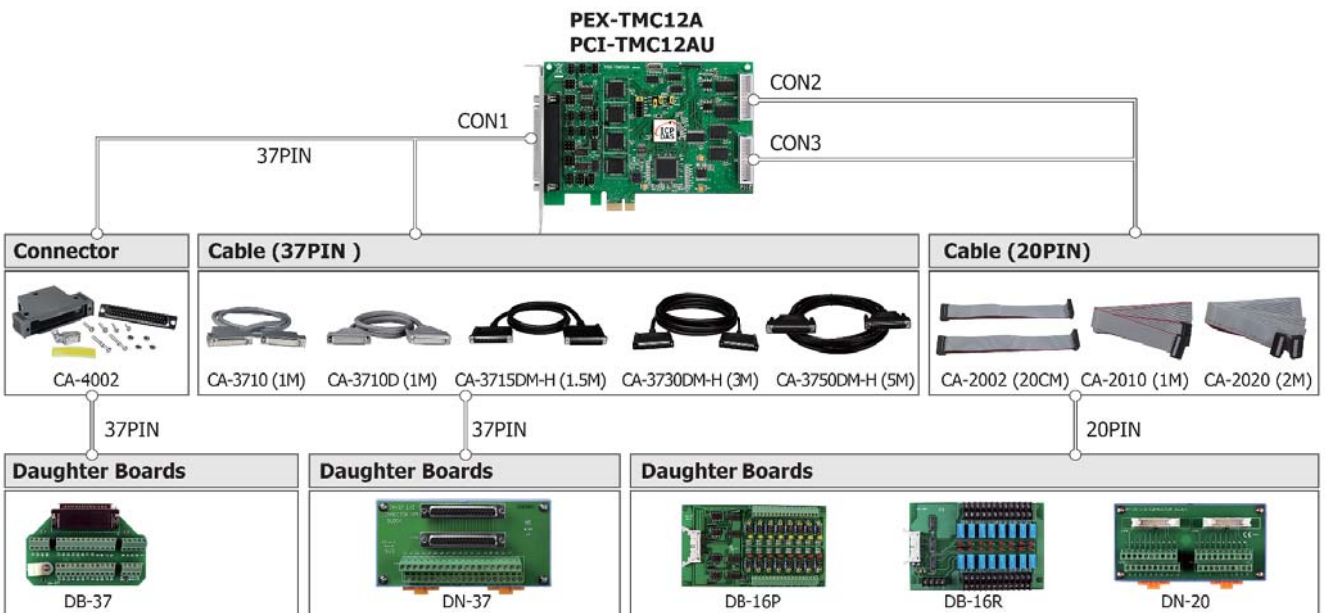 PEX-TMC12A
PCI-TMC12AU
CON2
CON1
CON3
37PIN
Connector
Cable (37PIN )
Cable (20PIN)
CA-4002
CA-3710 (1M)
CA-3710D (1M)
CA-3715DM-H (1.5M)
CA-3730DM-H (3M)
CA-3750DM-H (5M)
CA-2002 (20CM)
CA-2010 (1M)
CA-2020 (2M)
37PIN
37PIN
20PIN
Daughter Boards
Daughter Boards
Daughter Boards
DB-37
DN-37
DB-16P
DB-16R
DN-20